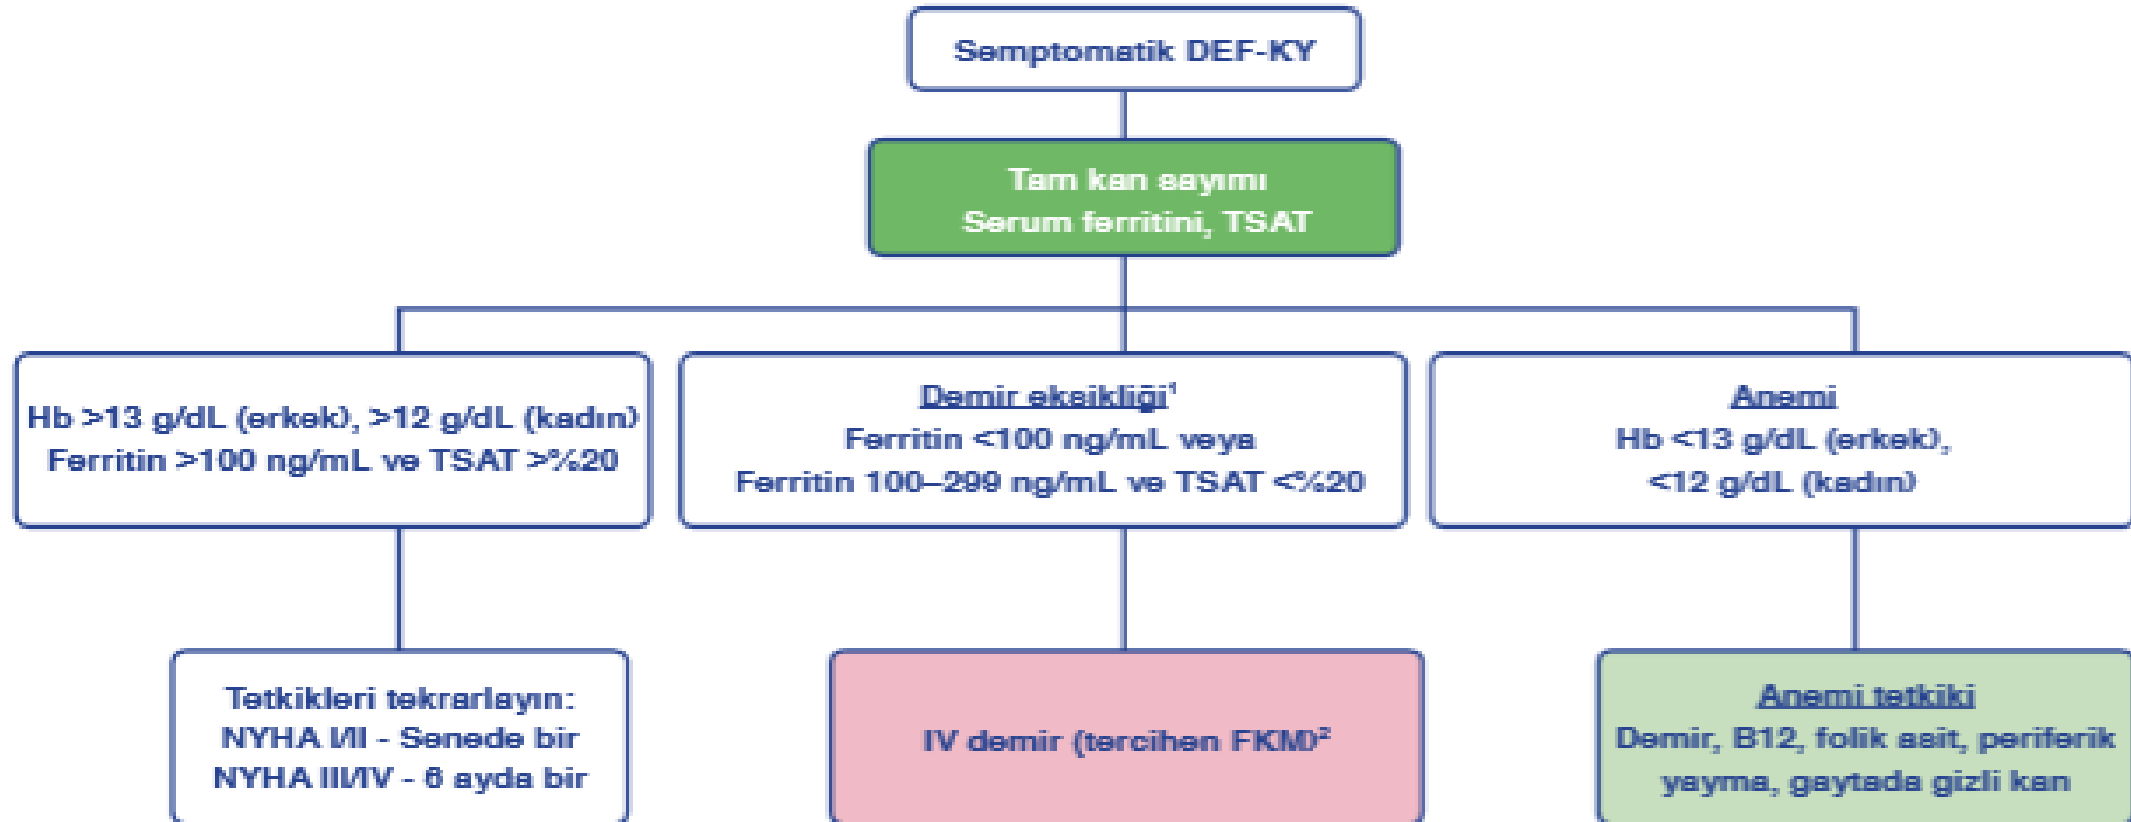 Semptomatik DEF-KY
Tam kan sayımı
Serum ferritini, TSAT
Hb >13 g/dL (erkek), >12 g/dL (kadın)
Ferritin >100 ng/mL ve TSAT >%20
Demir eksikliği¹
Ferritin <100 ng/mL veya
Ferritin 100–299 ng/mL ve TSAT <%20
Anemi
Hb <13 g/dL (erkek),
<12 g/dL (kadın)
Tetkikleri tekrarlayın:
NYHA I/II - Senede bir
NYHA III/IV - 6 ayda bir
IV demir (tercihen FKM)²
Anemi tetkiki
Demir, B12, folik asit, periferik
yayma, gaytada gizli kan